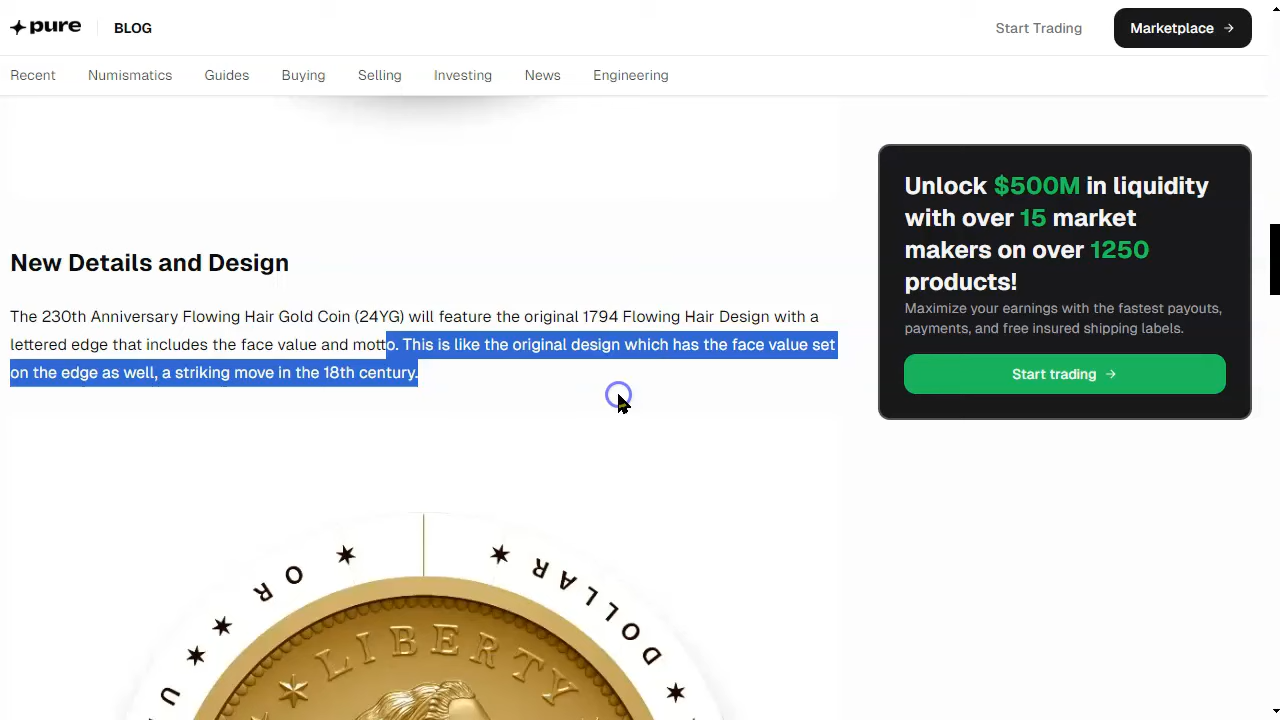 pure
BLOG
Start Trading
Marketplace →
Recent
Numismatics
Guides
Buying
Selling
Investing
News
Engineering
Unlock $500M in liquidity
with over 15 market
makers on over 1250
products!
Maximize your earnings with the fastest payouts,
payments, and free insured shipping labels.
Start trading →
New Details and Design
The 230th Anniversary Flowing Hair Gold Coin (24YG) will feature the original 1794 Flowing Hair Design with a
lettered edge that includes the face value and motto. This is like the original design which has the face value set
on the edge as well, a striking move in the 18th century.
U ★ ★ OR ★ ★ DOLLAR ★
LIBERTY